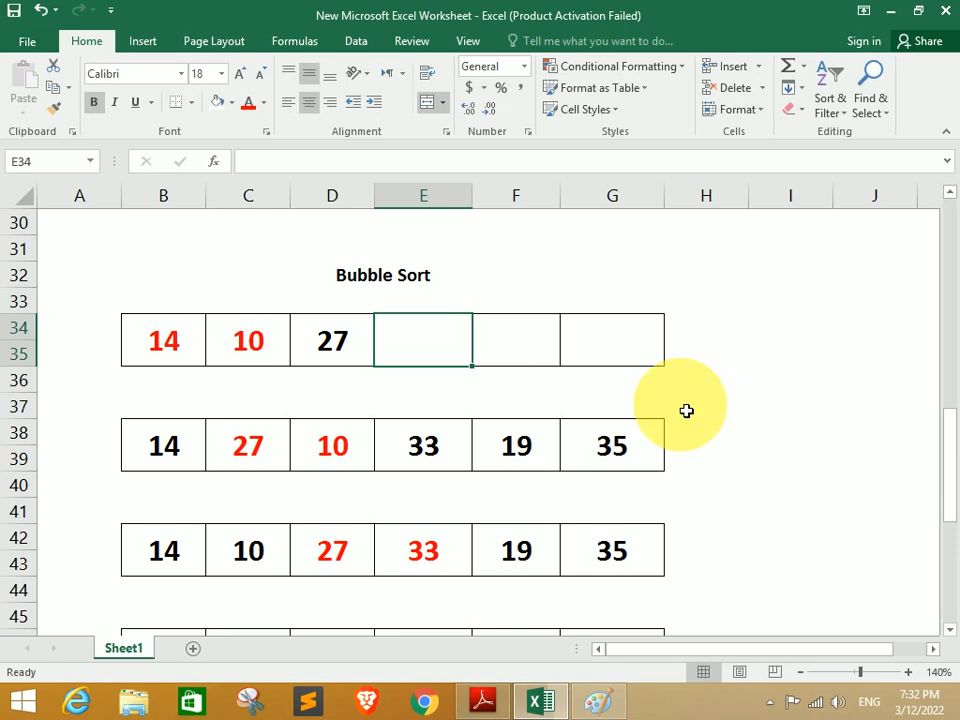 New Microsoft Excel Worksheet - Excel (Product Activation Failed)
File Home Insert Page Layout Formulas Data Review View Tell me what you want to do... Sign in Share
Paste
Calibri 18
B I U A
General
$ % ,
Conditional Formatting
Format as Table
Cell Styles
Insert
Delete
Format
Sort & Filter
Find & Select
Clipboard Font Alignment Number Styles Cells Editing
E34 fx
A B C D E F G H I J
30
31
32 Bubble Sort
33
34 14 10 27
35
36
37
38 14 27 10 33 19 35
39
40
41
42 14 10 27 33 19 35
43
44
45
Sheet1
Ready 140%
ENG 7:32 PM
3/12/2022